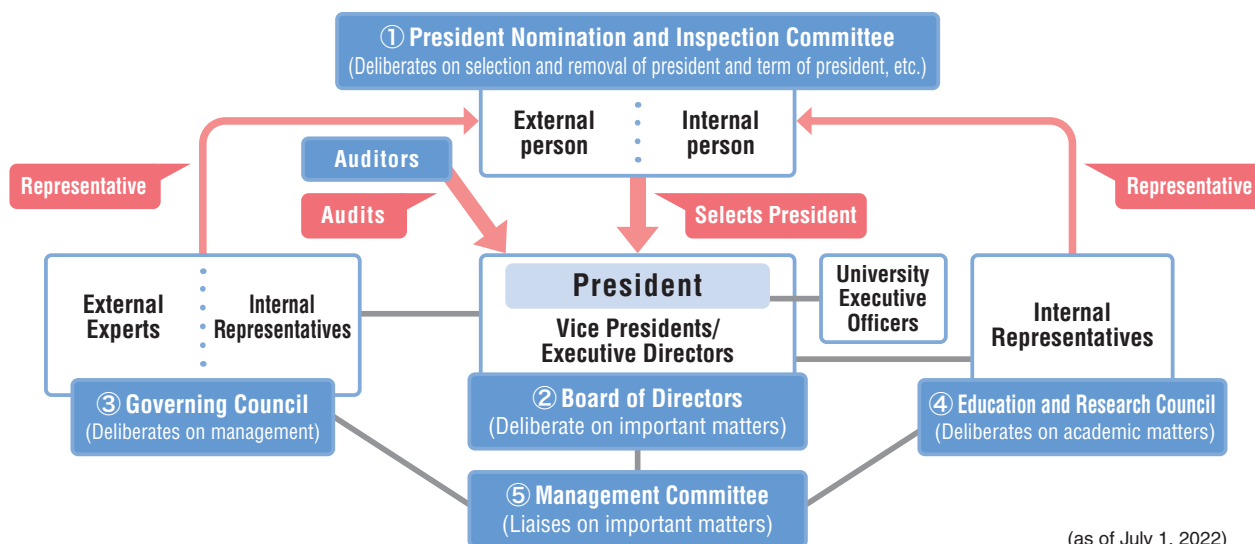 ① President Nomination and Inspection Committee
(Deliberates on selection and removal of president and term of president, etc.)
External
person
Internal
person
Auditors
Representative
Audits
Selects President
Representative
External
Experts
Internal
Representatives
President
Vice Presidents/
Executive Directors
University
Executive
Officers
Internal
Representatives
③ Governing Council
(Deliberates on management)
② Board of Directors
(Deliberate on important matters)
④ Education and Research Council
(Deliberates on academic matters)
⑤ Management Committee
(Liaises on important matters)
(as of July 1, 2022)